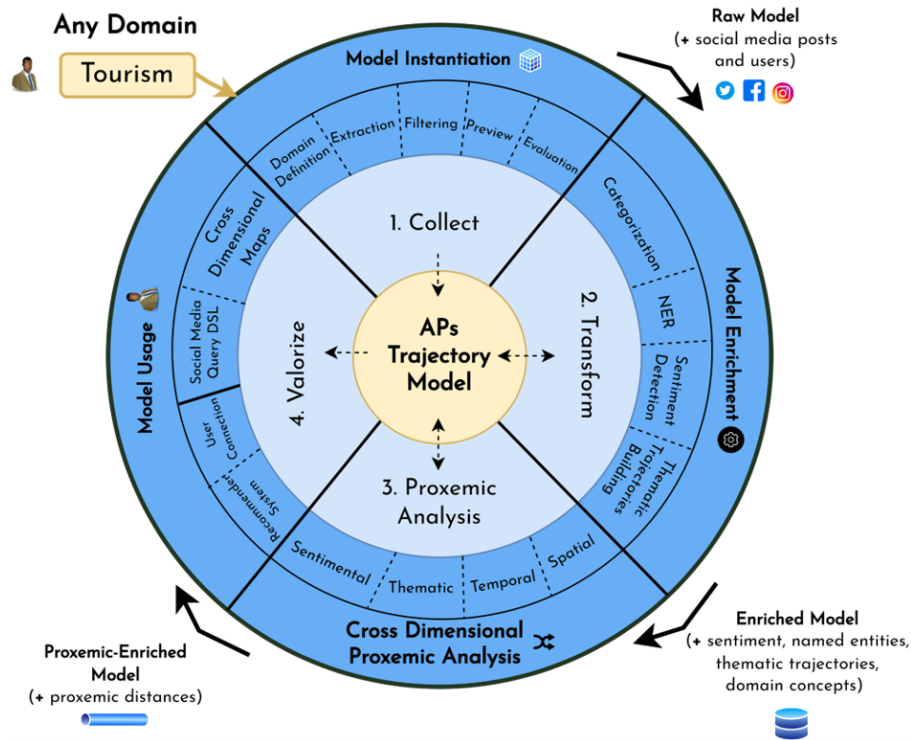 Any Domain
Tourism
Raw Model
(+ social media posts
and users)
Model Instantiation
Domain
Definition
Extraction
Filtering
Preview
Evaluation
1. Collect
Model Enrichment
Categorization
NER
Sentiment
Detection
Thematic
Trajectories
Building
2. Transform
APs
Trajectory
Model
3. Proxemic
Analysis
Sentimental
Thematic
Temporal
Spatial
Cross Dimensional
Proxemic Analysis
4. Valorize
Model Usage
Cross
Dimensional
Maps
Social Media
Query DSL
User
Connection
Recommender
System
Enriched Model
(+ sentiment, named entities,
thematic trajectories,
domain concepts)
Proxemic-Enriched
Model
(+ proxemic distances)